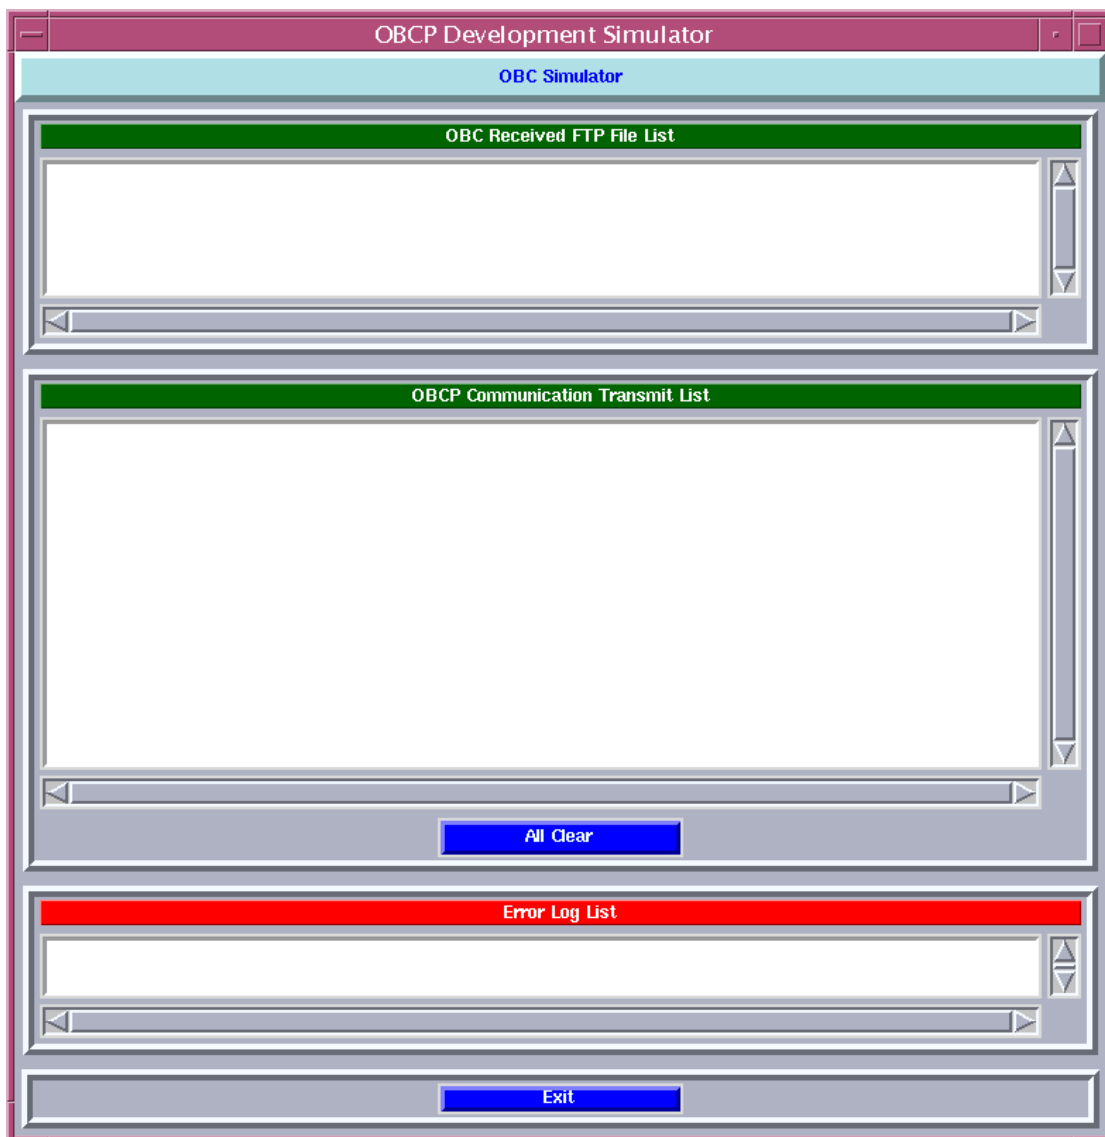 OBCP Development Simulator
OBC Simulator
OBC Received FTP File List
OBCP Communication Transmit List
All Clear
Error Log List
Exit